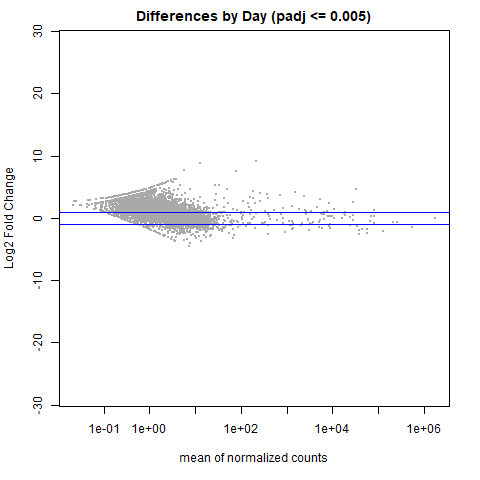 Differences by Day (padj <= 0.005)
Log2 Fold Change
30
20
10
0
-10
-20
-30
1e-01 1e+00 1e+02 1e+04 1e+06
mean of normalized counts